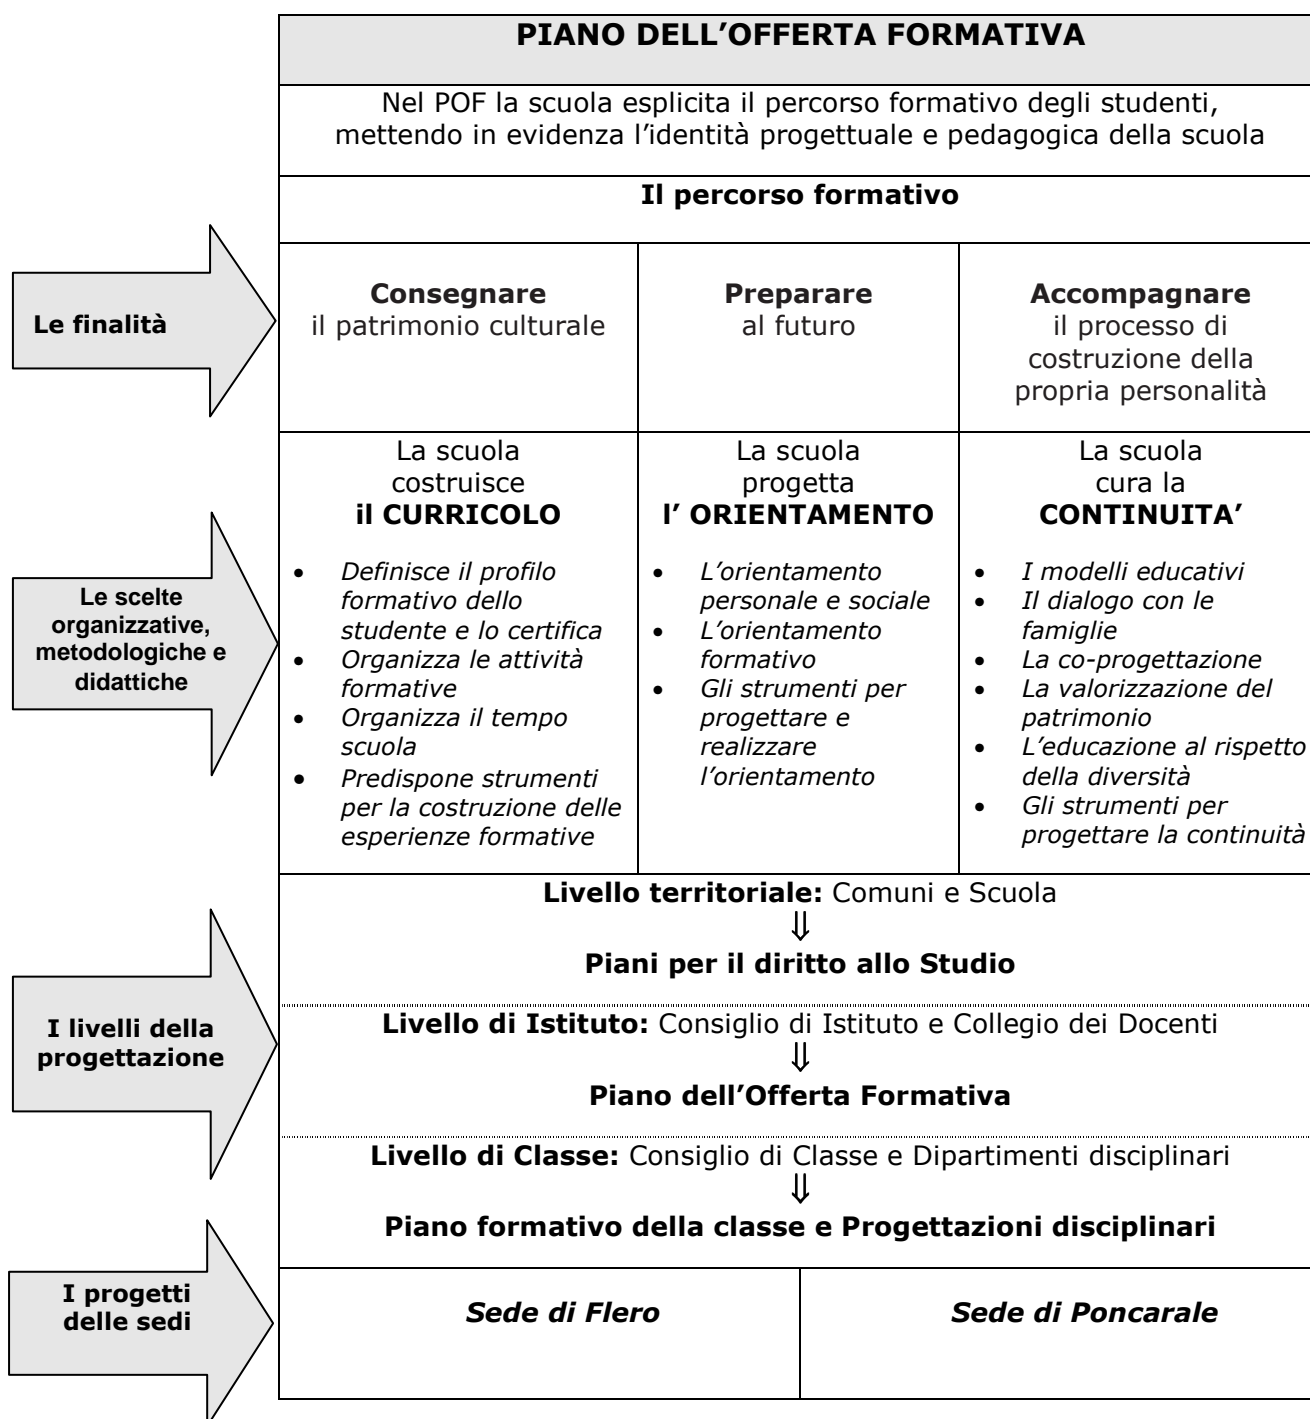 PIANO DELL’OFFERTA FORMATIVA
Nel POF la scuola esplicita il percorso formativo degli studenti,
mettendo in evidenza l’identità progettuale e pedagogica della scuola
Il percorso formativo
Le finalità
Consegnare
il patrimonio culturale
Preparare
al futuro
Accompagnare
il processo di
costruzione della
propria personalità
Le scelte
organizzative,
metodologiche e
didattiche
La scuola
costruisce
il CURRICOLO
• Definisce il profilo
formativo dello
studente e lo certifica
• Organizza le attività
formative
• Organizza il tempo
scuola
• Predispone strumenti
per la costruzione delle
esperienze formative
La scuola
progetta
l’ ORIENTAMENTO
• L’orientamento
personale e sociale
• L’orientamento
formativo
• Gli strumenti per
progettare e
realizzare
l’orientamento
La scuola
cura la
CONTINUITA’
• I modelli educativi
• Il dialogo con le
famiglie
• La co-progettazione
• La valorizzazione del
patrimonio
• L’educazione al rispetto
della diversità
• Gli strumenti per
progettare la continuità
I livelli della
progettazione
Livello territoriale: Comuni e Scuola
⇓
Piani per il diritto allo Studio
Livello di Istituto: Consiglio di Istituto e Collegio dei Docenti
⇓
Piano dell’Offerta Formativa
Livello di Classe: Consiglio di Classe e Dipartimenti disciplinari
⇓
Piano formativo della classe e Progettazioni disciplinari
I progetti
delle sedi
Sede di Flero
Sede di Poncarale